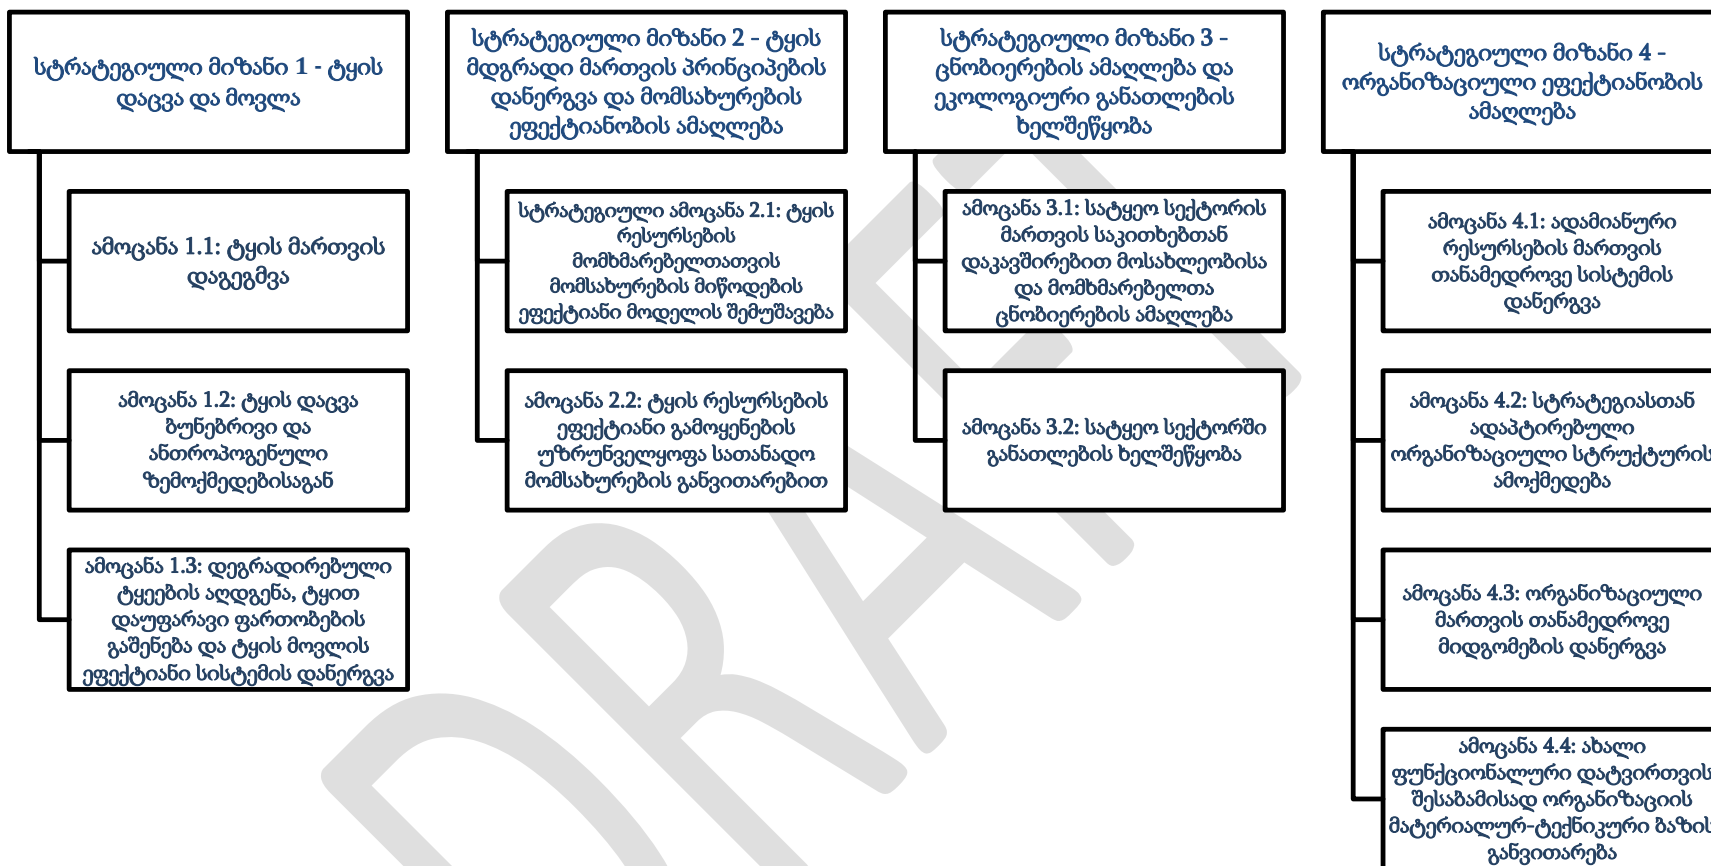 სტრატეგიული მიზანი 1 - ტყის
დაცვა და მოვლა
ამოცანა 1.1: ტყის მართვის
დაგეგმვა
ამოცანა 1.2: ტყის დაცვა
ბუნებრივი და
ანთროპოგენული
ზემოქმედებისაგან
ამოცანა 1.3: დეგრადირებული
ტყეების აღდგენა, ტყით
დაუფარავი ფართობების
გაშენება და ტყის მოვლის
ეფექტიანი სისტემის დანერგვა
სტრატეგიული მიზანი 2 - ტყის
მდგრადი მართვის პრინციპების
დანერგვა და მომსახურების
ეფექტიანობის ამაღლება
სტრატეგიული ამოცანა 2.1: ტყის
რესურსების
მომხმარებელთათვის
მომსახურების მიწოდების
ეფექტიანი მოდელის შემუშავება
ამოცანა 2.2: ტყის რესურსების
ეფექტიანი გამოყენების
უზრუნველყოფა სათანადო
მომსახურების განვითარებით
სტრატეგიული მიზანი 3 -
ცნობიერების ამაღლება და
ეკოლოგიური განათლების
ხელშეწყობა
ამოცანა 3.1: სატყეო სექტორის
მართვის საკითხებთან
დაკავშირებით მოსახლეობისა
და მომხმარებელთა
ცნობიერების ამაღლება
ამოცანა 3.2: სატყეო სექტორში
განათლების ხელშეწყობა
სტრატეგიული მიზანი 4 -
ორგანიზაციული ეფექტიანობის
ამაღლება
ამოცანა 4.1: ადამიანური
რესურსების მართვის
თანამედროვე სისტემის
დანერგვა
ამოცანა 4.2: სტრატეგიასთან
ადაპტირებული
ორგანიზაციული სტრუქტურის
ამოქმედება
ამოცანა 4.3: ორგანიზაციული
მართვის თანამედროვე
მიდგომების დანერგვა
ამოცანა 4.4: ახალი
ფუნქციონალური დატვირთვის
შესაბამისად ორგანიზაციის
მატერიალურ-ტექნიკური ბაზის
განვითარება
DRAFT